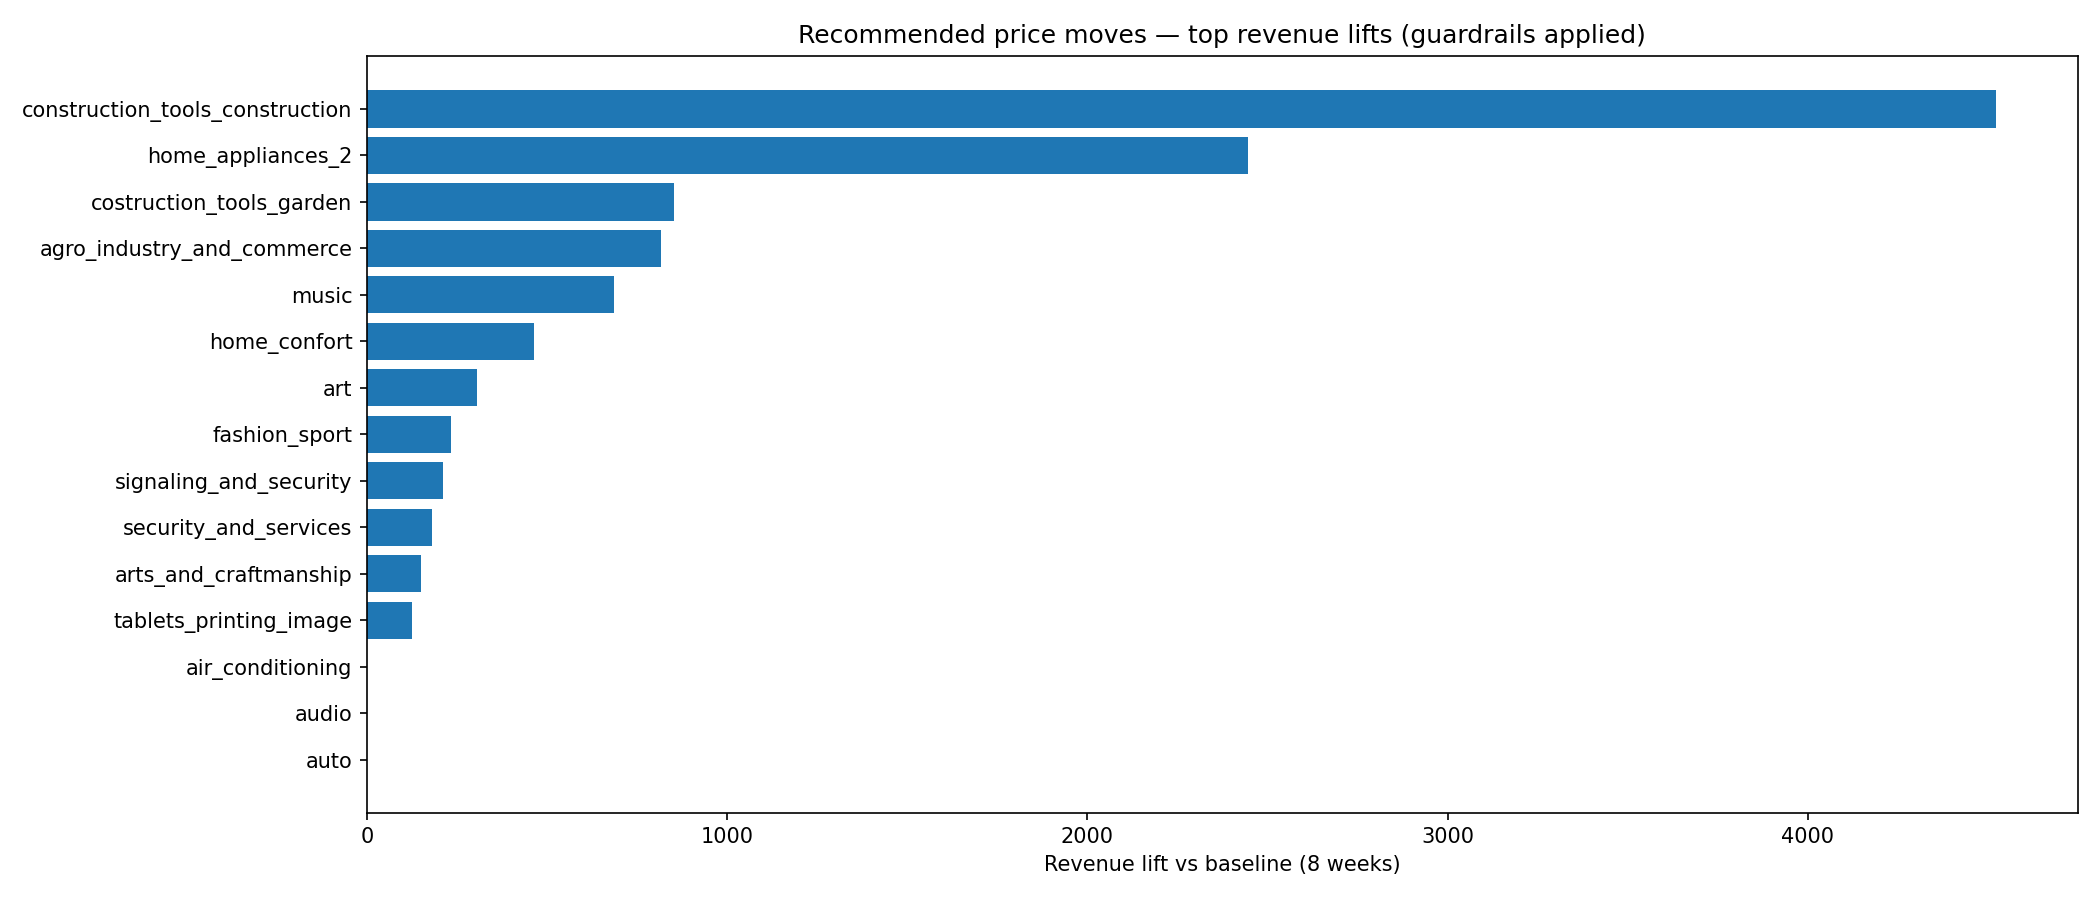 Recommended price moves — top revenue lifts (guardrails applied)
construction_tools_construction
home_appliances_2
costruction_tools_garden
agro_industry_and_commerce
music
home_confort
art
fashion_sport
signaling_and_security
security_and_services
arts_and_craftmanship
tablets_printing_image
air_conditioning
audio
auto
0 1000 2000 3000 4000
Revenue lift vs baseline (8 weeks)